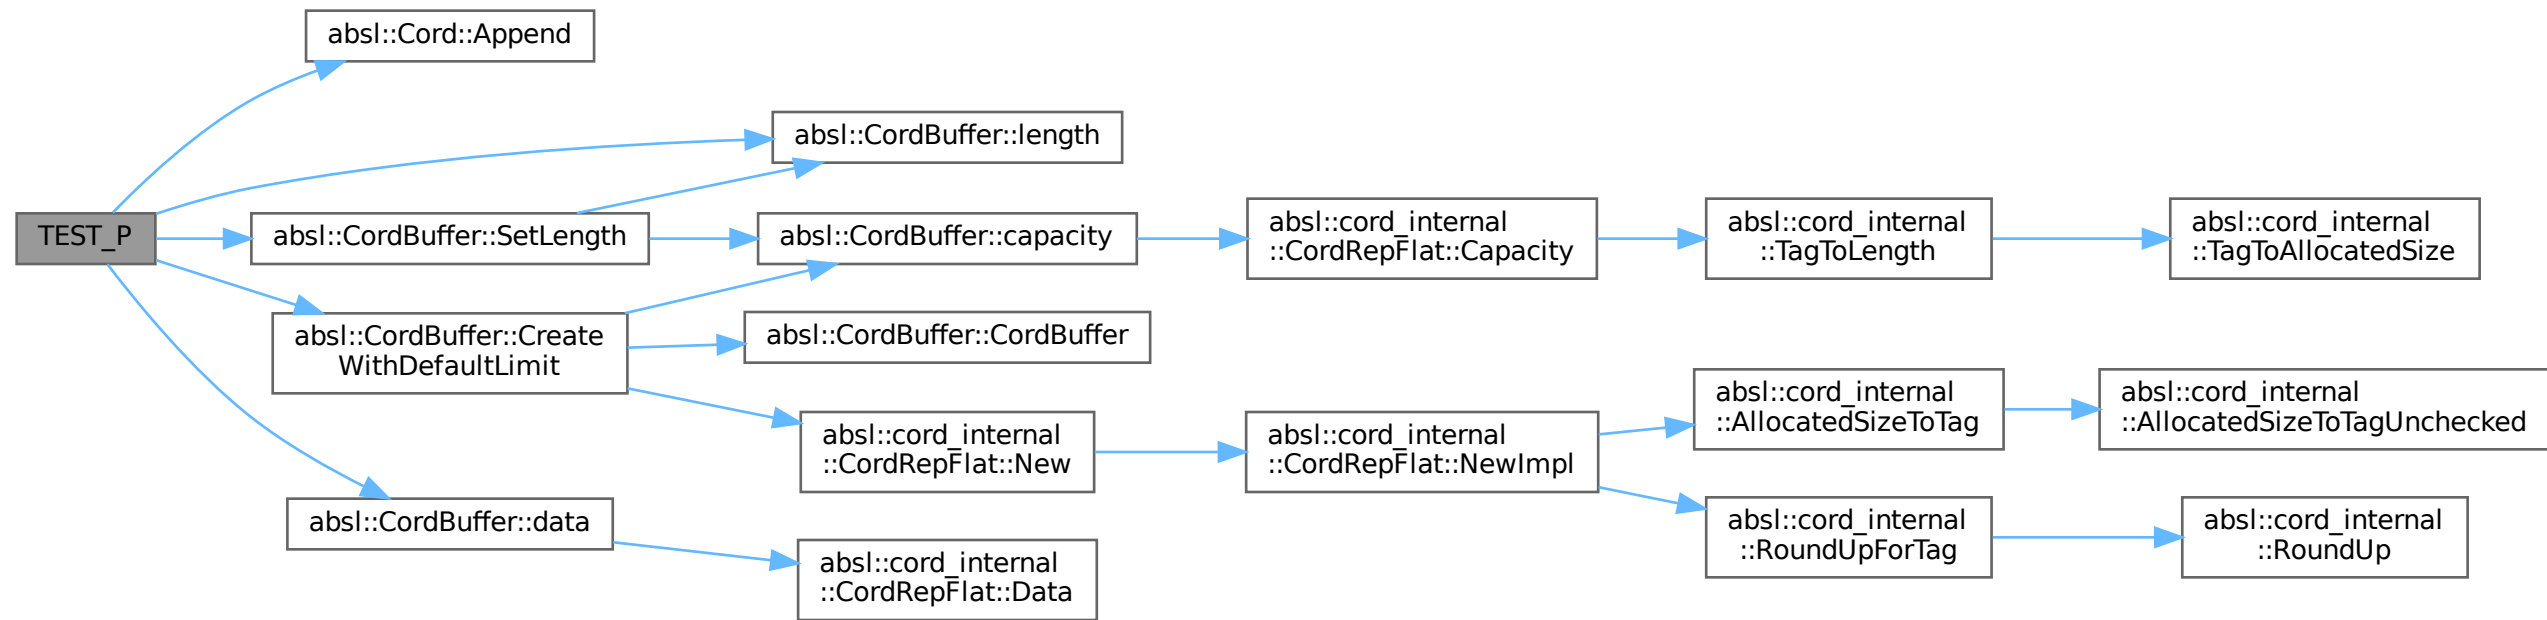 TEST_P
absl::Cord::Append
absl::CordBuffer::length
absl::CordBuffer::SetLength
absl::CordBuffer::capacity
absl::cord_internal
::CordRepFlat::Capacity
absl::cord_internal
::TagToLength
absl::cord_internal
::TagToAllocatedSize
absl::CordBuffer::Create
WithDefaultLimit
absl::CordBuffer::CordBuffer
absl::cord_internal
::CordRepFlat::New
absl::cord_internal
::CordRepFlat::NewImpl
absl::cord_internal
::AllocatedSizeToTag
absl::cord_internal
::AllocatedSizeToTagUnchecked
absl::cord_internal
::RoundUpForTag
absl::cord_internal
::RoundUp
absl::CordBuffer::data
absl::cord_internal
::CordRepFlat::Data